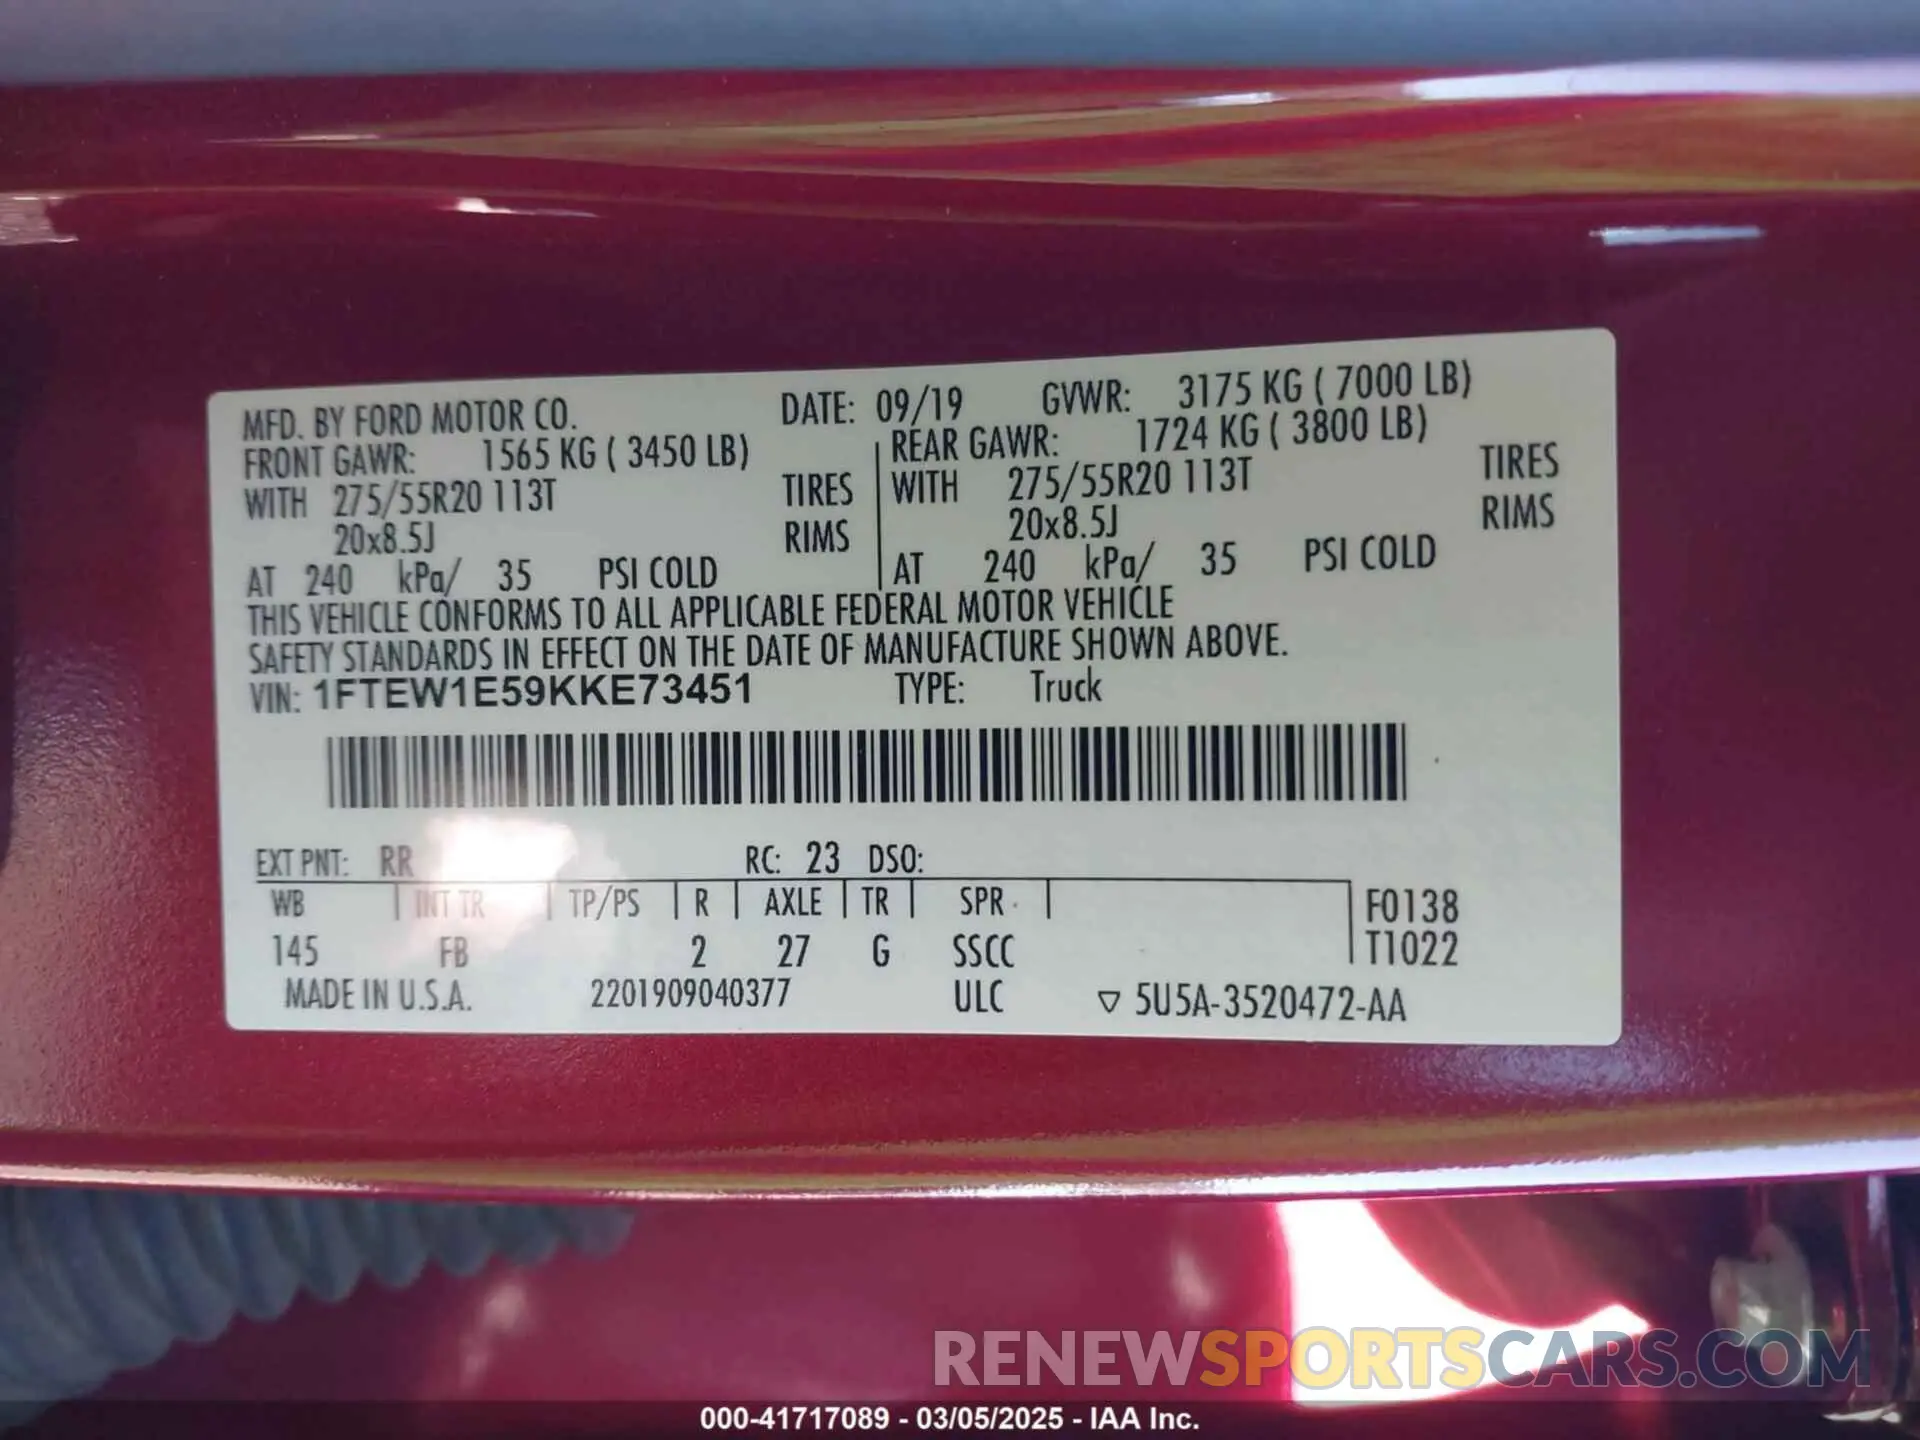 MFD. BY FORD MOTOR CO. DATE: 09/19 GVWR: 3175 KG ( 7000 LB)
FRONT GAWR: 1565 KG ( 3450 LB) REAR GAWR: 1724 KG ( 3800 LB)
WITH 275/55R20 113T TIRES WITH 275/55R20 113T TIRES
20x8.5J RIMS 20x8.5J RIMS
AT 240 kPa/ 35 PSI COLD AT 240 kPa/ 35 PSI COLD
THIS VEHICLE CONFORMS TO ALL APPLICABLE FEDERAL MOTOR VEHICLE
SAFETY STANDARDS IN EFFECT ON THE DATE OF MANUFACTURE SHOWN ABOVE.
VIN: 1FTEW1E59KKE73451 TYPE: Truck
EXT PNT: RR RC: 23 DSO:
WB INT TR TP/PS R AXLE TR SPR F0138
145 FB 2 27 G SSCC T1022
MADE IN U.S.A. 2201909040377 ULC ▽ 5U5A-3520472-AA
RENEWSPORTSCARS.COM
000-41717089 - 03/05/2025 - IAA Inc.